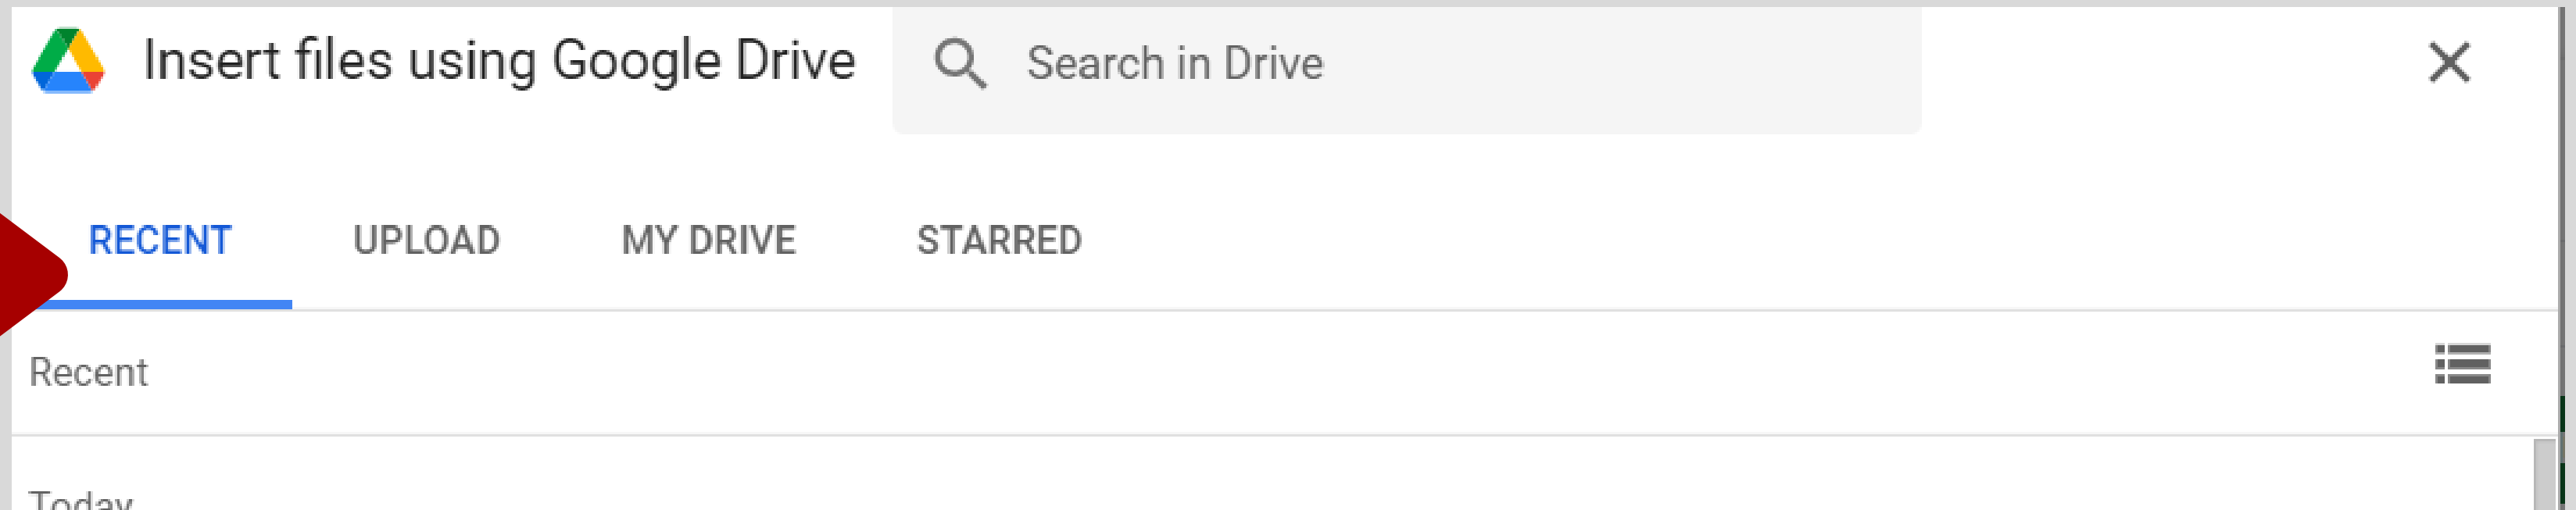 Insert files using Google Drive Search in Drive
RECENT UPLOAD MY DRIVE STARRED
Recent
Today